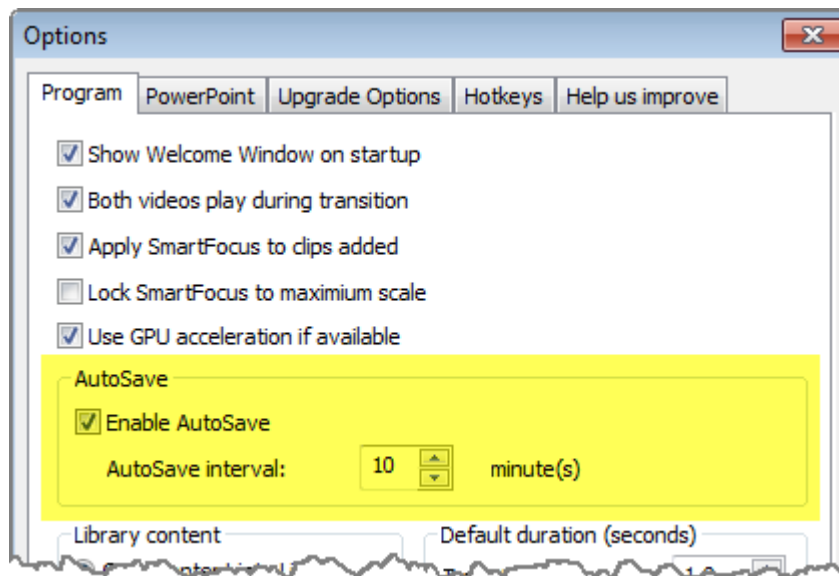 Options
Program PowerPoint Upgrade Options Hotkeys Help us improve
Show Welcome Window on startup
Both videos play during transition
Apply SmartFocus to clips added
Lock SmartFocus to maximium scale
Use GPU acceleration if available
AutoSave
Enable AutoSave
AutoSave interval: 10 minute(s)
Library content Default duration (seconds)